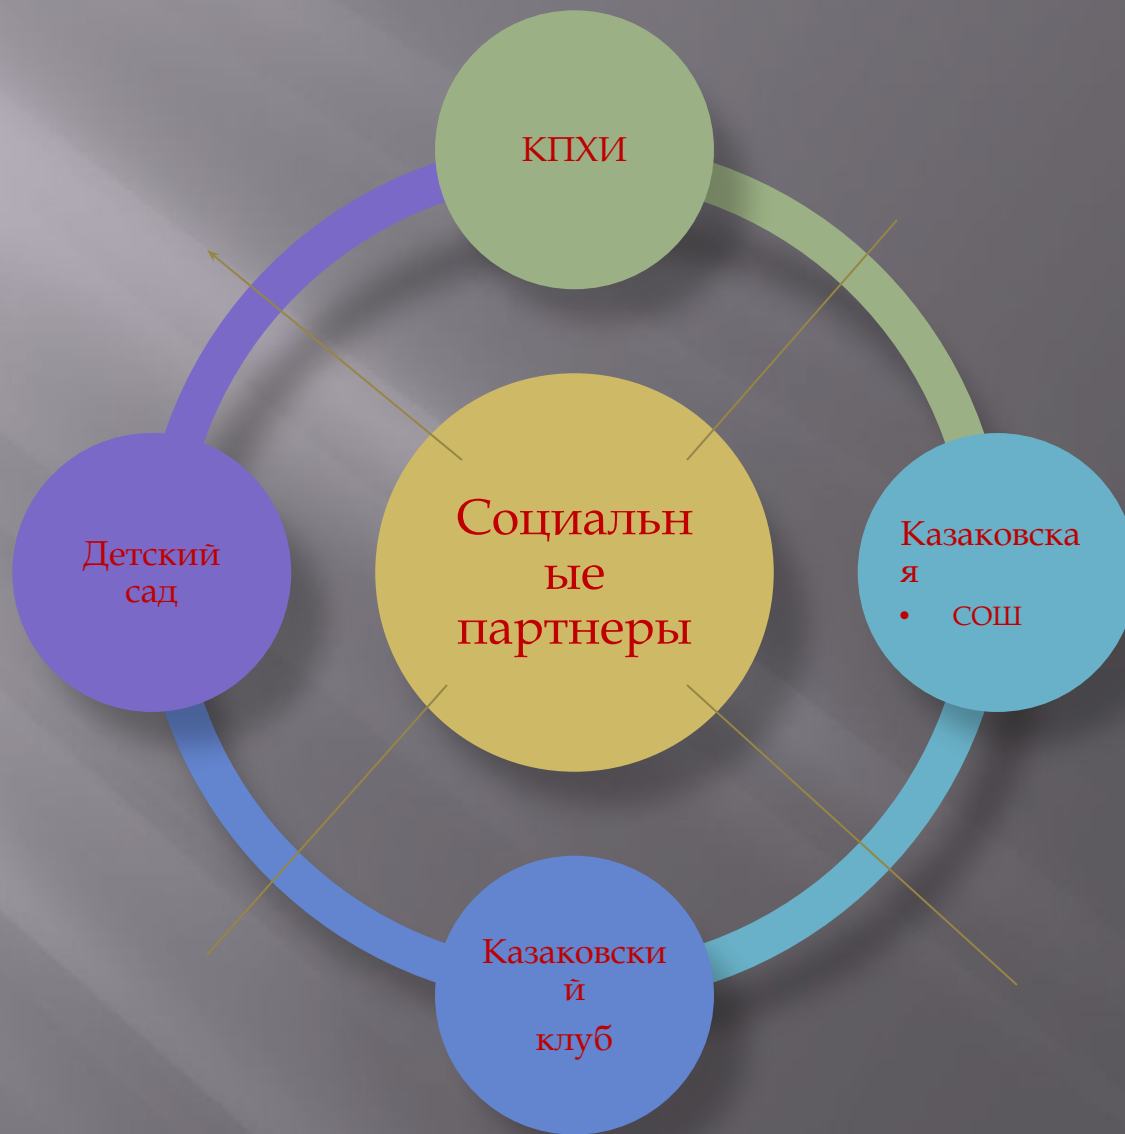 КПХИ
Социальн
ые
партнеры
Казаковска
я
• СОШ
Казаковски
й
клуб
Детский
сад